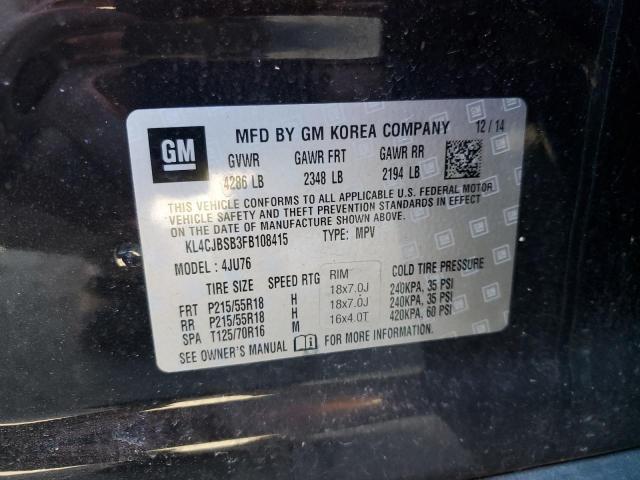 GM
MFD BY GM KOREA COMPANY 12/14
GVWR GAWR FRT GAWR RR
4286 LB 2348 LB 2194 LB
THIS VEHICLE CONFORMS TO ALL APPLICABLE U.S. FEDERAL MOTOR
VEHICLE SAFETY AND THEFT PREVENTION STANDARDS IN EFFECT
ON THE DATE OF MANUFACTURE SHOWN ABOVE.
KL4CJBSB3FB108415 TYPE: MPV
MODEL : 4JU76
TIRE SIZE SPEED RTG RIM COLD TIRE PRESSURE
FRT P215/55R18 H 18x7.0J 240KPA, 35 PSI
RR P215/55R18 H 18x7.0J 240KPA, 35 PSI
SPA T125/70R16 M 16x4.0T 420KPA, 60 PSI
SEE OWNER'S MANUAL FOR MORE INFORMATION.